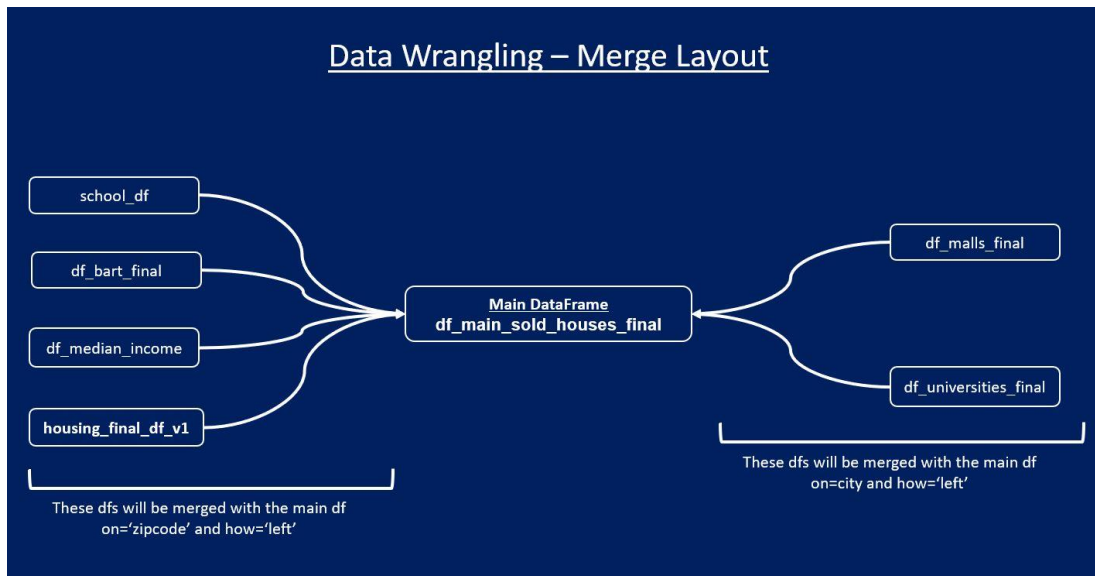 Data Wrangling – Merge Layout
school_df
df_bart_final
df_median_income
housing_final_df_v1
These dfs will be merged with the main df
on=‘zipcode’ and how=‘left’
Main DataFrame
df_main_sold_houses_final
df_malls_final
df_universities_final
These dfs will be merged with the main df
on=city and how=‘left’